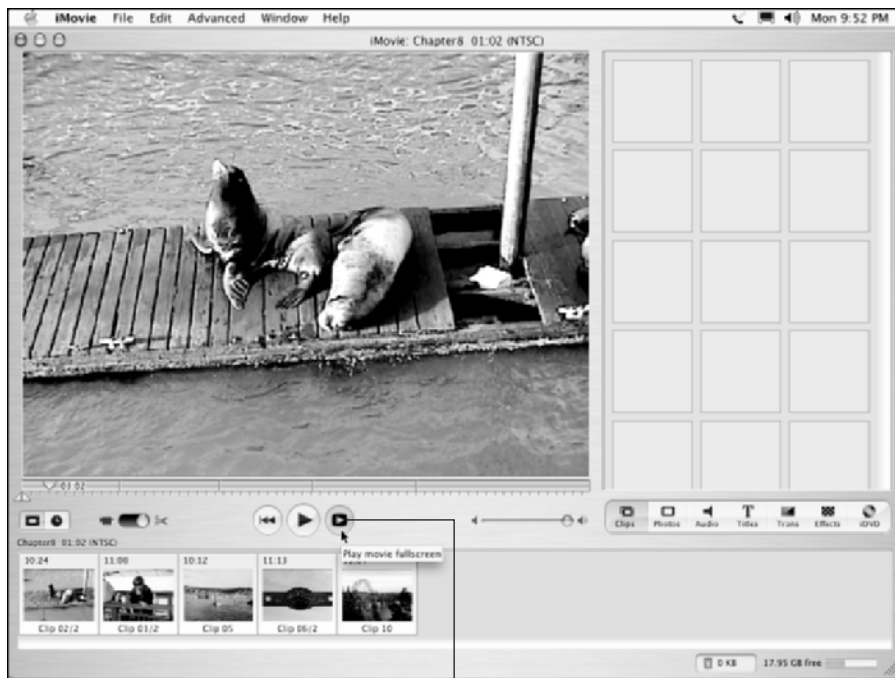 iMovie File Edit Advanced Window Help Mon 9:52 PM
iMovie: Chapter8 01:02 (NTSC)
03:02
Clips Photos Audio Titles Trans Effects iDVD
Chapter8 01:02 (NTSC)
Play movie fullscreen
10:24 11:00 10:12 11:13
Clip 02/2 Clip 03/2 Clip 05 Clip 06/2 Clip 10
0 KB 17.95 GB free